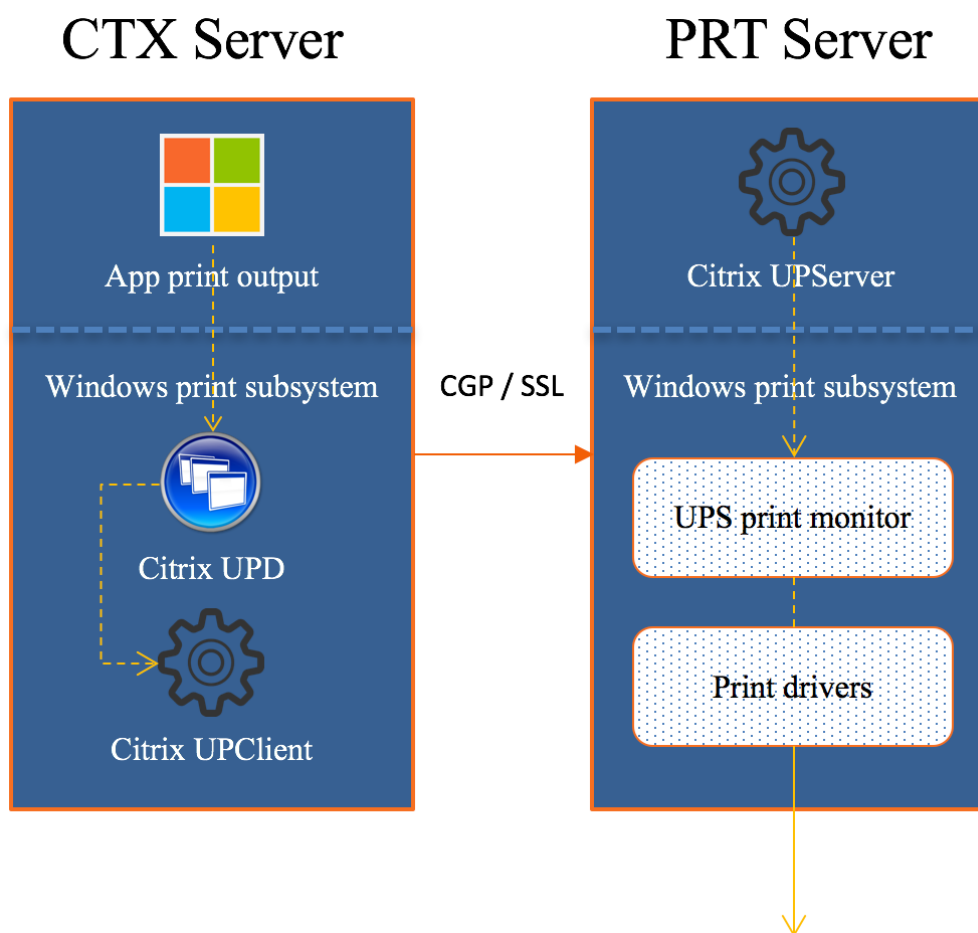 CTX Server
PRT Server
App print output
Windows print subsystem
Citrix UPD
Citrix UPClient
CGP / SSL
Citrix UPServer
Windows print subsystem
UPS print monitor
Print drivers